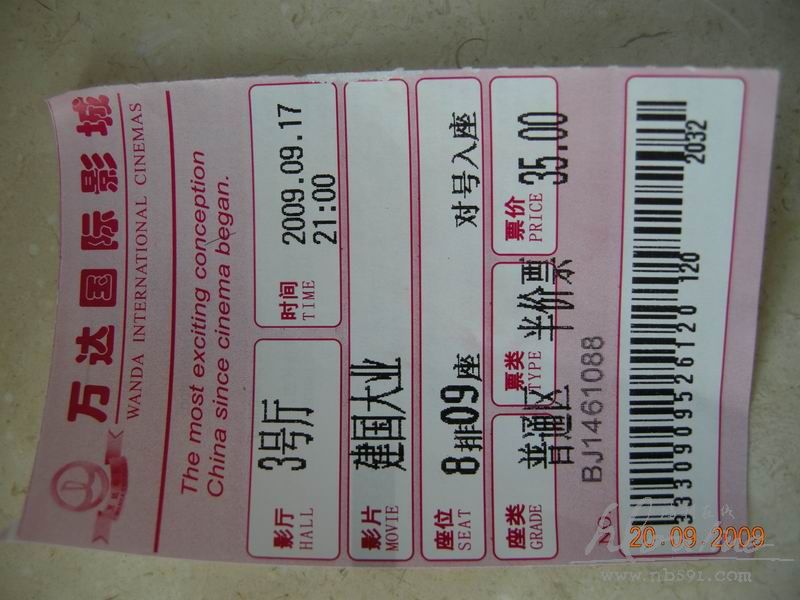 万达国际影城
WANDA INTERNATIONAL CINEMAS
The most exciting conception
China since cinema began.
影厅 HALL 3号厅 时间 TIME 2009.09.17 21:00
影片 MOVIE 建国大业
座位 SEAT 8排09座 对号入座
座类 GRADE 普通区 票类 TYPE 半价票 票价 PRICE 35.00
BJ1461088
NO.
3330909526120 120 2032
20.09.2009
www.nb591.com